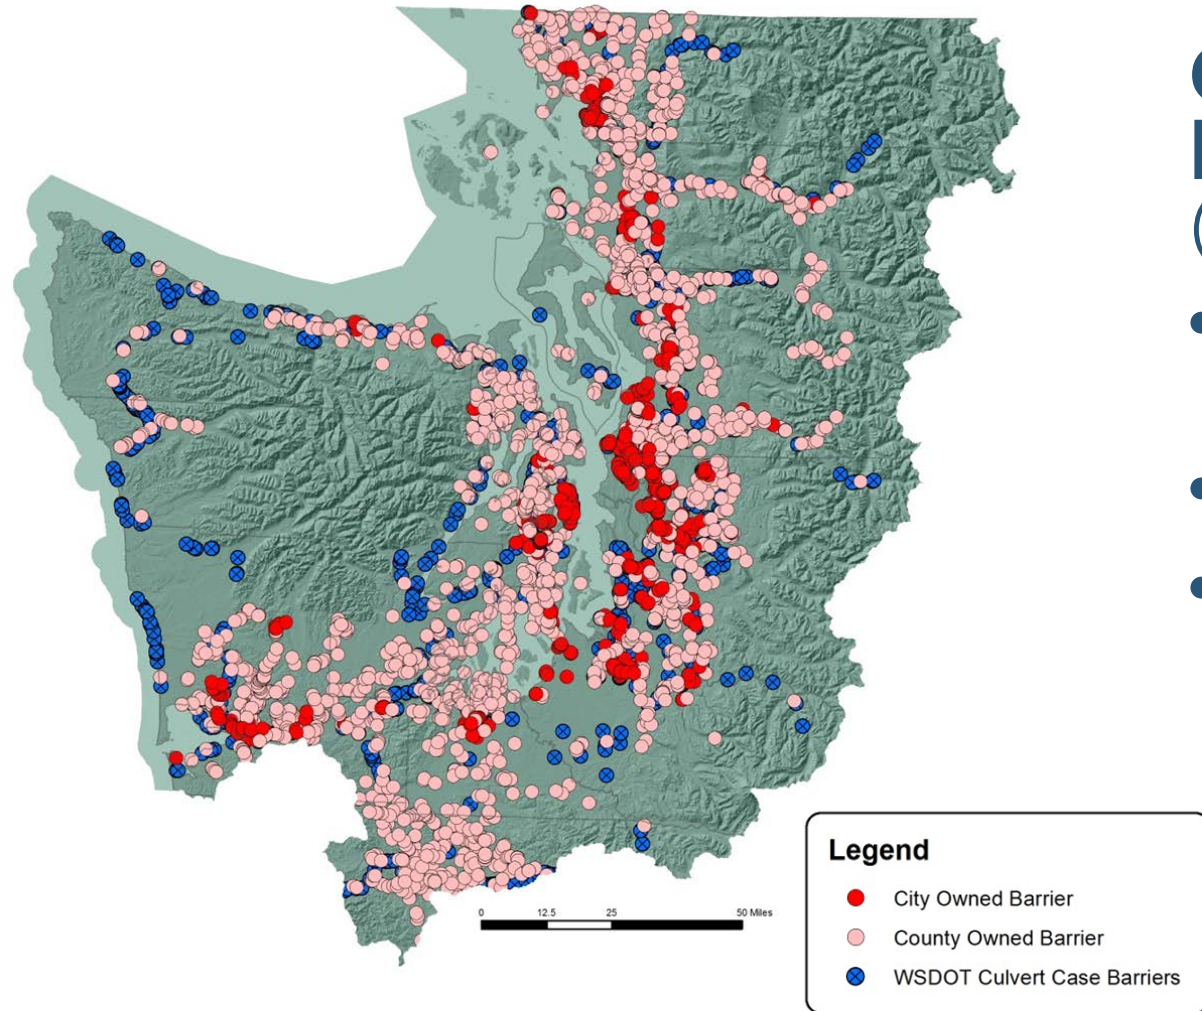 0 12.5 25 50 Miles
Legend
City Owned Barrier
County Owned Barrier
WSDOT Culvert Case Barriers